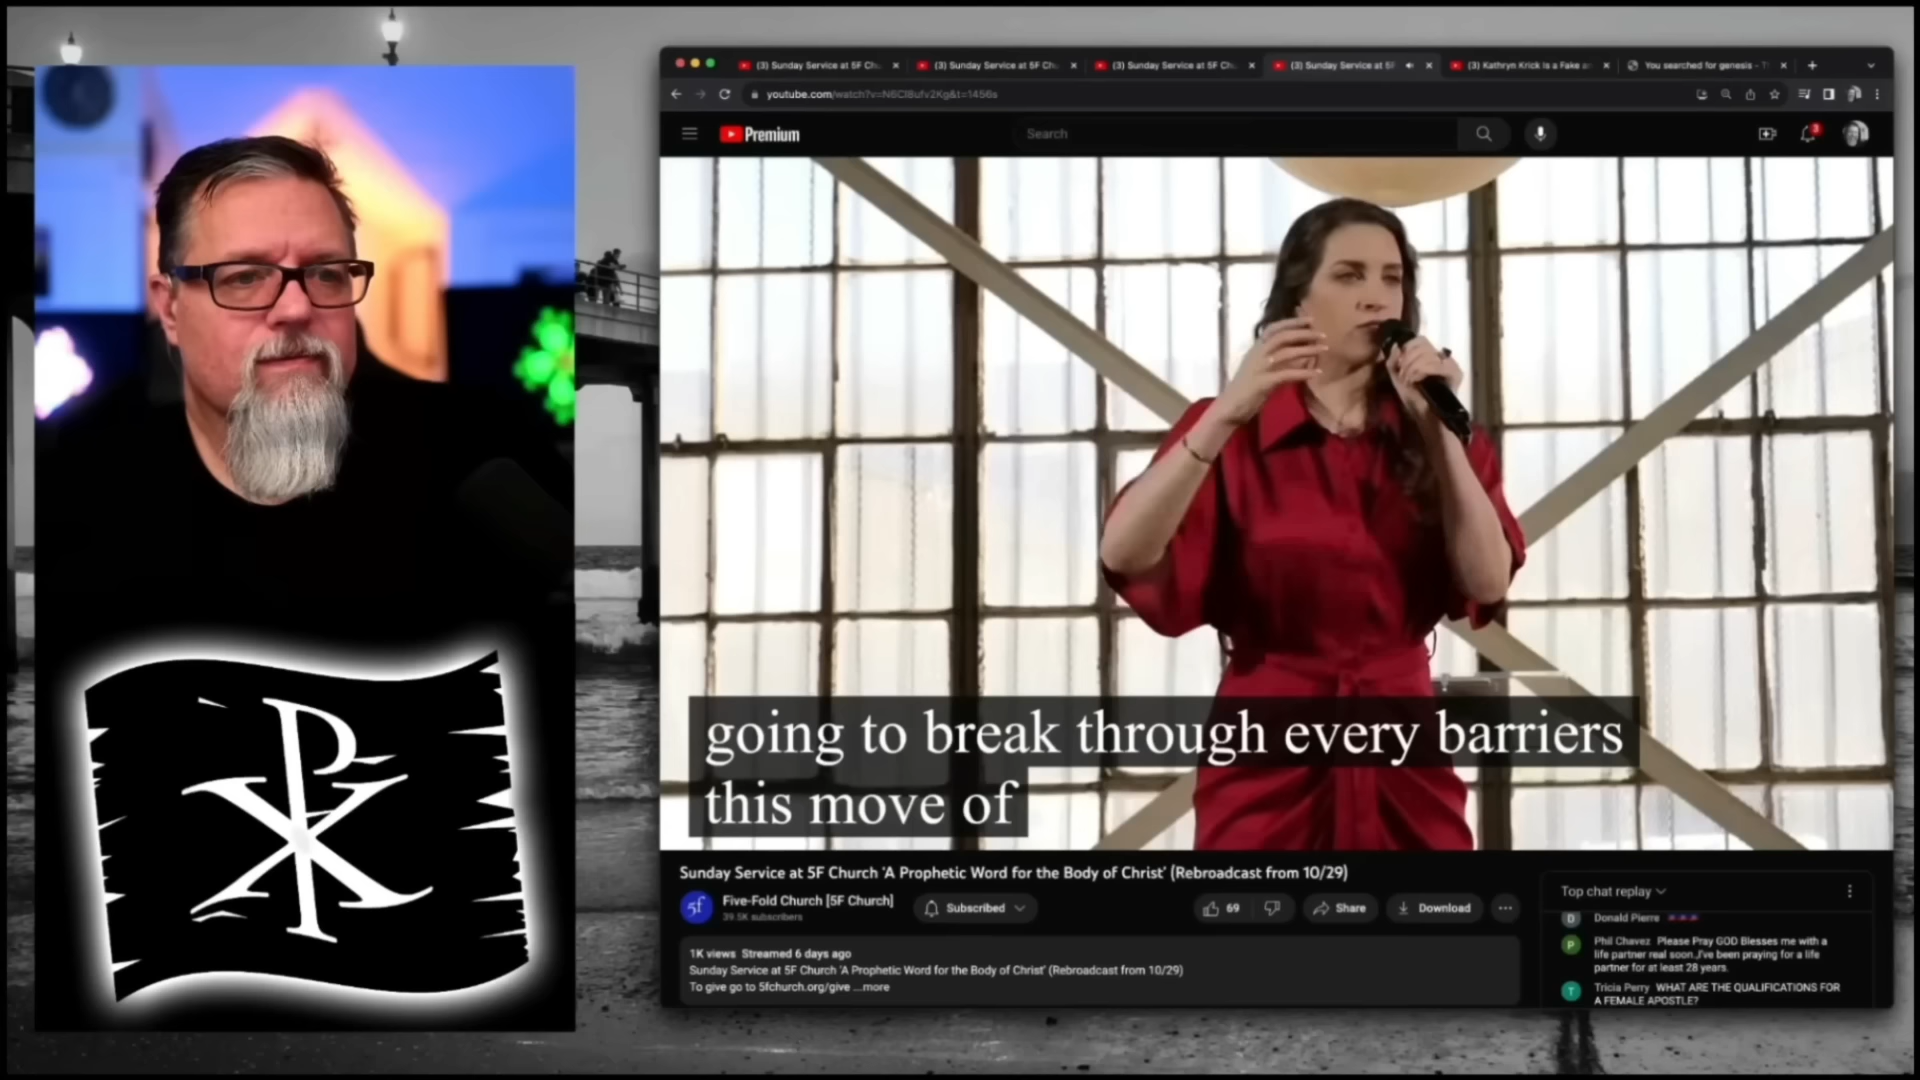 (3) Sunday Service at 5F Ch
(3) Sunday Service at 5F Ch
(3) Sunday Service at 5F Ch
(3) Sunday Service at 5F
(3) Kathryn Krick is a Fake a
You searched for genesis - T
youtube.com/watch?v=N6ClBufv2Kg&t=1456s
Premium
Search
3
going to break through every barriers
this move of
Sunday Service at 5F Church 'A Prophetic Word for the Body of Christ' (Rebroadcast from 10/29)
5f
Five-Fold Church [5F Church]
39.5K subscribers
Subscribed
69
Share
Download
1K views Streamed 6 days ago
Sunday Service at 5F Church 'A Prophetic Word for the Body of Christ' (Rebroadcast from 10/29)
To give go to 5fchurch.org/give ...more
Top chat replay
D Donald Pierre
P Phil Chavez Please Pray GOD Blesses me with a
life partner real soon.,I've been praying for a life
partner for at least 28 years.
T Tricia Perry WHAT ARE THE QUALIFICATIONS FOR
A FEMALE APOSTLE?